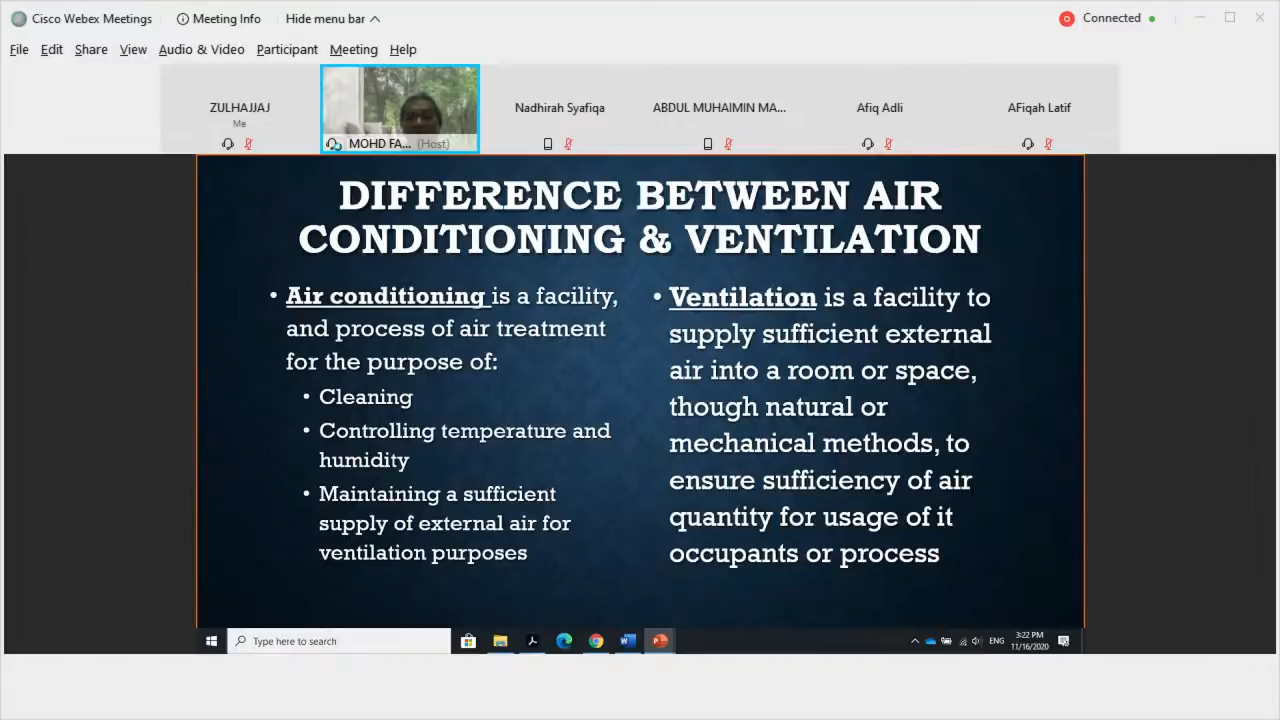 Cisco Webex Meetings
Meeting Info
Hide menu bar
Connected
File Edit Share View Audio & Video Participant Meeting Help
ZULHAJJAJ
Me
MOHD FA... (Host)
Nadhirah Syafiqa
ABDUL MUHAIMIN MA...
Afiq Adli
AFiqah Latif
DIFFERENCE BETWEEN AIR
CONDITIONING & VENTILATION
• Air conditioning is a facility,
and process of air treatment
for the purpose of:
• Cleaning
• Controlling temperature and
humidity
• Maintaining a sufficient
supply of external air for
ventilation purposes
• Ventilation is a facility to
supply sufficient external
air into a room or space,
though natural or
mechanical methods, to
ensure sufficiency of air
quantity for usage of it
occupants or process
Type here to search
ENG
3:22 PM
11/16/2020